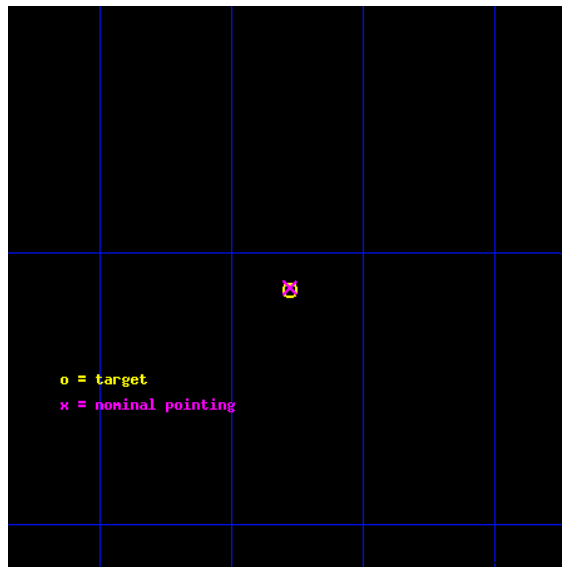 o = target
x = nominal pointing